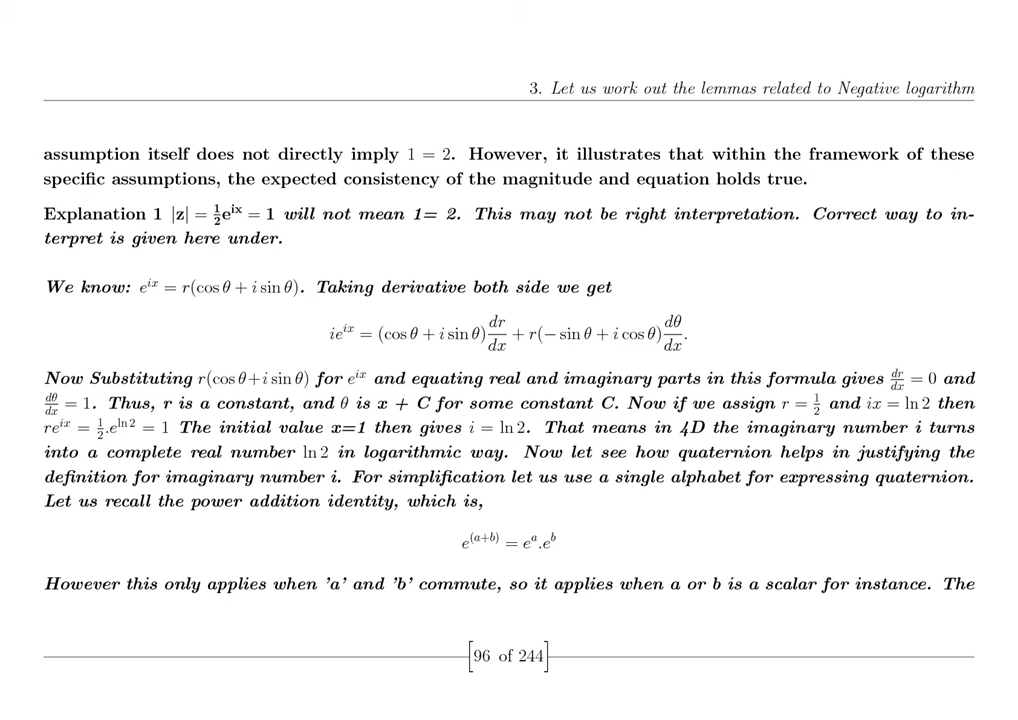 3. Let us work out the lemmas related to Negative logarithm
assumption itself does not directly imply 1 = 2. However, it illustrates that within the framework of these
specific assumptions, the expected consistency of the magnitude and equation holds true.
Explanation 1 |z| = ½e^{ix} = 1 will not mean 1= 2. This may not be right interpretation. Correct way to in-
terpret is given here under.
We know: e^{ix} = r(cos θ + i sin θ). Taking derivative both side we get
ie^{ix} = (cos θ + i sin θ) dr/dx + r(− sin θ + i cos θ) dθ/dx.
Now Substituting r(cos θ+i sin θ) for e^{ix} and equating real and imaginary parts in this formula gives dr/dx = 0 and
dθ/dx = 1. Thus, r is a constant, and θ is x + C for some constant C. Now if we assign r = ½ and ix = ln 2 then
re^{ix} = ½.e^{ln 2} = 1 The initial value x=1 then gives i = ln 2. That means in 4D the imaginary number i turns
into a complete real number ln 2 in logarithmic way. Now let see how quaternion helps in justifying the
definition for imaginary number i. For simplification let us use a single alphabet for expressing quaternion.
Let us recall the power addition identity, which is,
e^{(a+b)} = e^a.e^b
However this only applies when 'a' and 'b' commute, so it applies when a or b is a scalar for instance. The
[96 of 244]